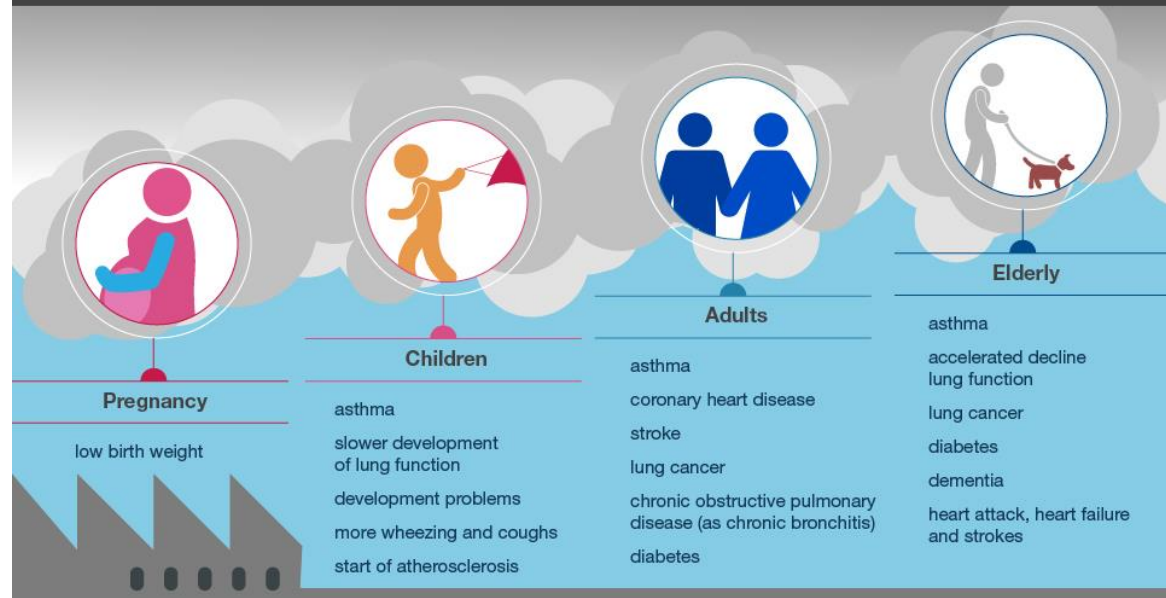 Pregnancy
low birth weight
Children
asthma
slower development
of lung function
development problems
more wheezing and coughs
start of atherosclerosis
Adults
asthma
coronary heart disease
stroke
lung cancer
chronic obstructive pulmonary
disease (as chronic bronchitis)
diabetes
Elderly
asthma
accelerated decline
lung function
lung cancer
diabetes
dementia
heart attack, heart failure
and strokes